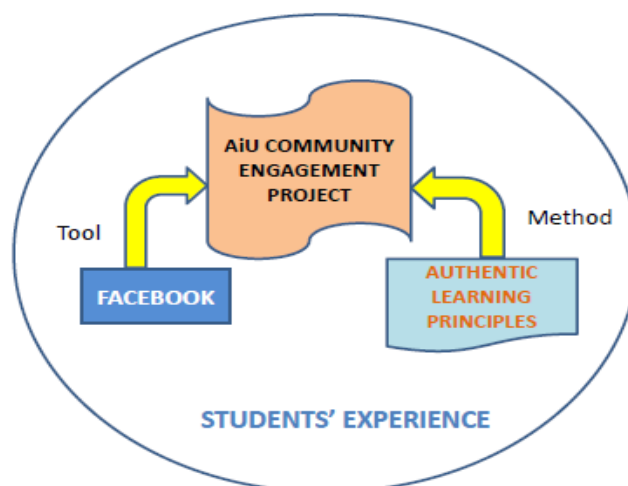 AiU COMMUNITY
ENGAGEMENT
PROJECT
Tool
Method
FACEBOOK
AUTHENTIC
LEARNING
PRINCIPLES
STUDENTS' EXPERIENCE